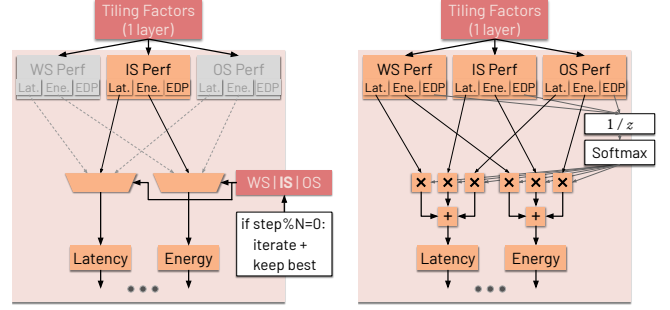 Tiling Factors
(1 layer)
WS Perf
Lat. Ene. EDP
IS Perf
Lat. Ene. EDP
OS Perf
Lat. Ene. EDP
WS | IS | OS
if step%N=0:
iterate +
keep best
Latency
Energy
Tiling Factors
(1 layer)
WS Perf
Lat. Ene. EDP
IS Perf
Lat. Ene. EDP
OS Perf
Lat. Ene. EDP
1/z
Softmax
× × × × × ×
+ +
Latency
Energy